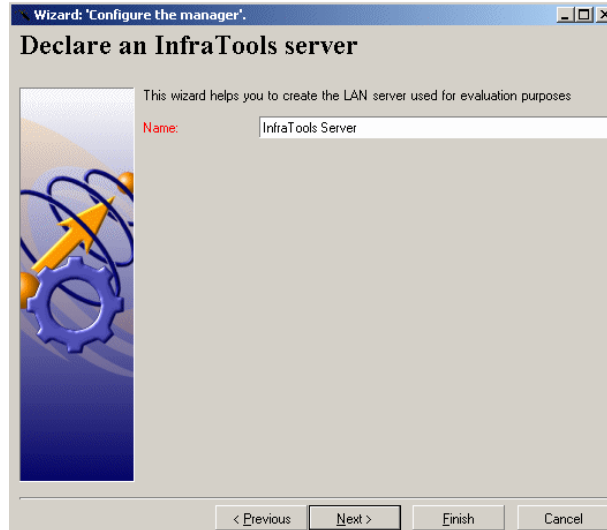 Wizard: 'Configure the manager'.
Declare an InfraTools server
This wizard helps you to create the LAN server used for evaluation purposes
Name: InfraTools Server
< Previous Next > Finish Cancel